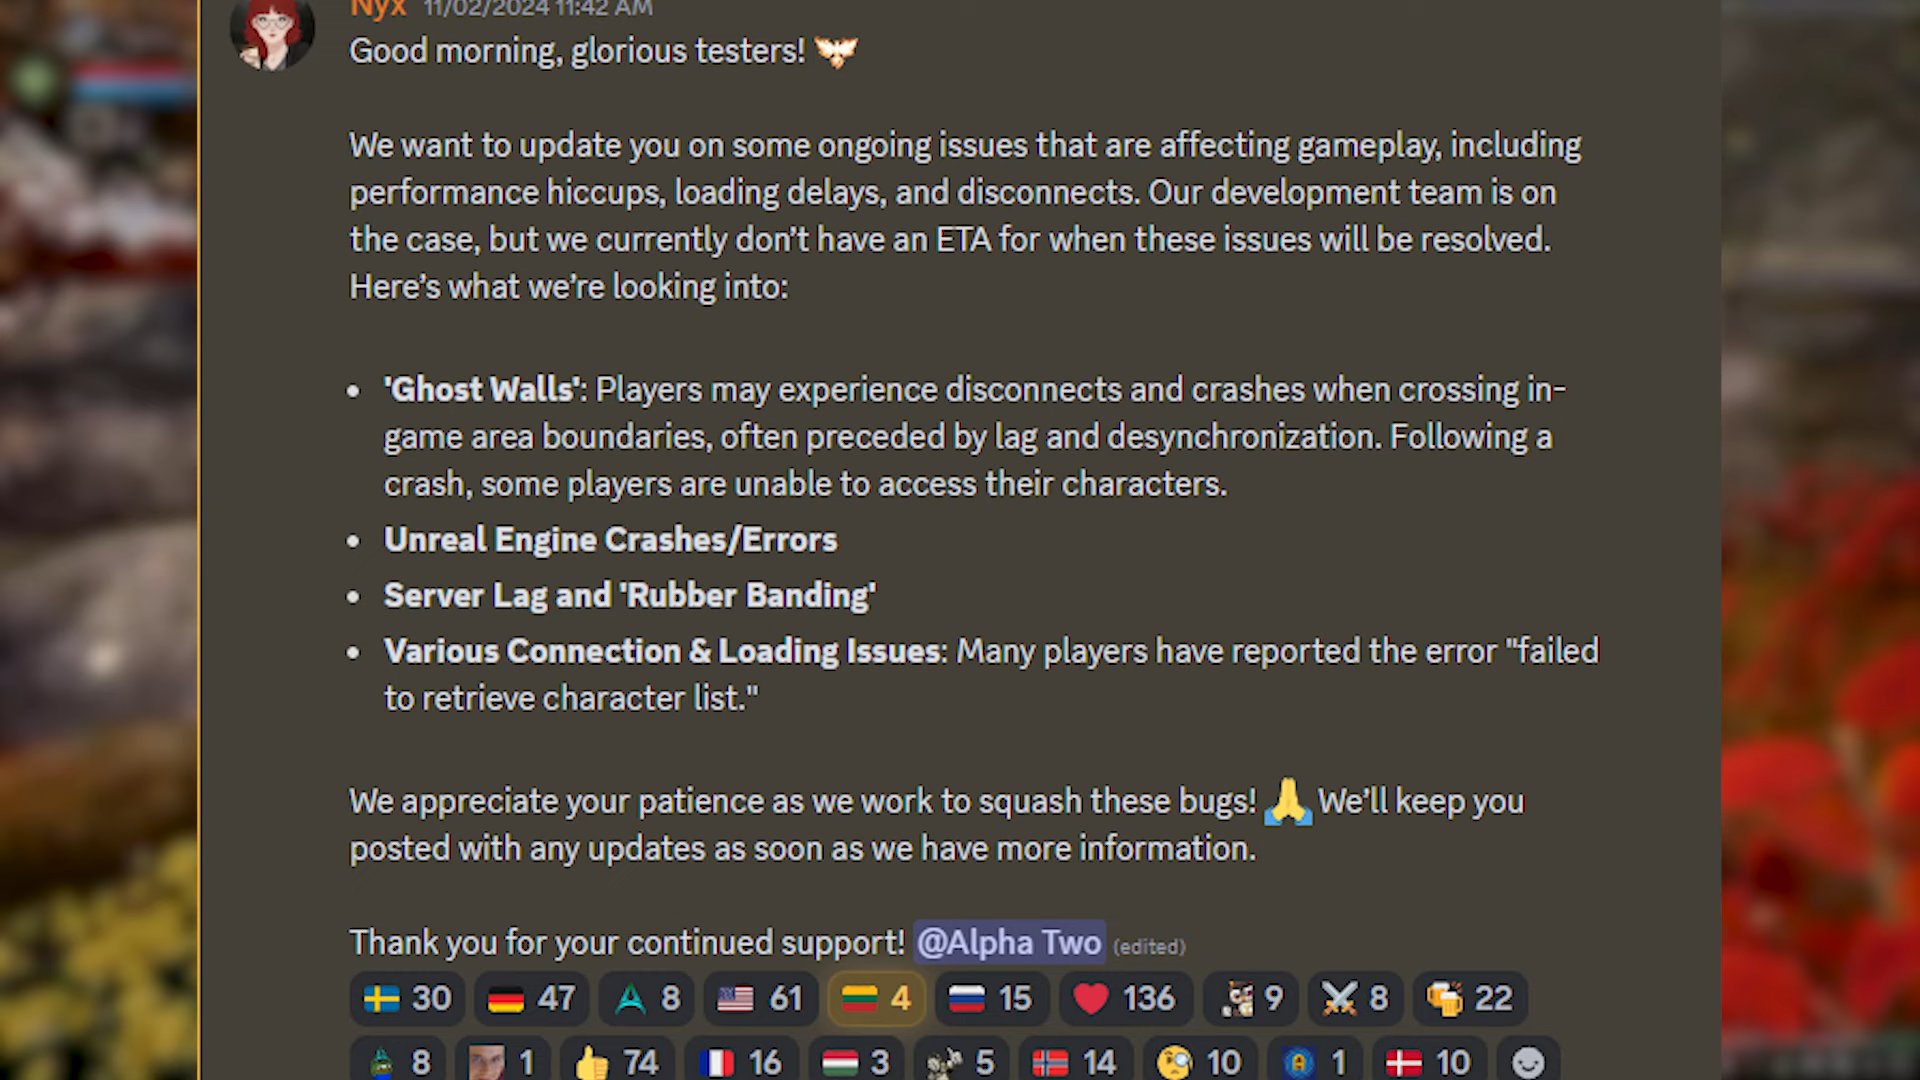 Nyx 11/02/2024 11:42 AM
Good morning, glorious testers!
We want to update you on some ongoing issues that are affecting gameplay, including
performance hiccups, loading delays, and disconnects. Our development team is on
the case, but we currently don’t have an ETA for when these issues will be resolved.
Here’s what we’re looking into:
• 'Ghost Walls': Players may experience disconnects and crashes when crossing in-
game area boundaries, often preceded by lag and desynchronization. Following a
crash, some players are unable to access their characters.
• Unreal Engine Crashes/Errors
• Server Lag and 'Rubber Banding'
• Various Connection & Loading Issues: Many players have reported the error "failed
to retrieve character list."
We appreciate your patience as we work to squash these bugs! 🙏 We’ll keep you
posted with any updates as soon as we have more information.
Thank you for your continued support! @Alpha Two (edited)
30 47 8 61 4 15 136 9 8 22
8 1 74 16 3 5 14 10 1 10